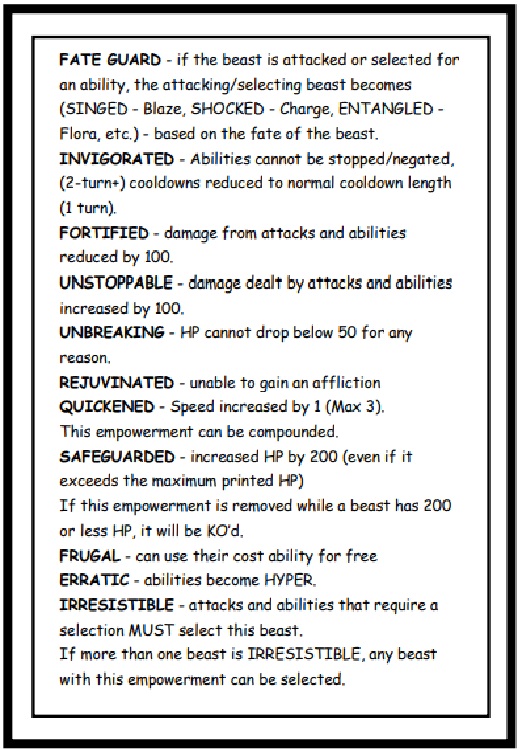 FATE GUARD - if the beast is attacked or selected for
an ability, the attacking/selecting beast becomes
(SINGED - Blaze, SHOCKED - Charge, ENTANGLED -
Flora, etc.) - based on the fate of the beast.
INVIGORATED - Abilities cannot be stopped/negated,
(2-turn+) cooldowns reduced to normal cooldown length
(1 turn).
FORTIFIED - damage from attacks and abilities
reduced by 100.
UNSTOPPABLE - damage dealt by attacks and abilities
increased by 100.
UNBREAKING - HP cannot drop below 50 for any
reason.
REJUVINATED - unable to gain an affliction
QUICKENED - Speed increased by 1 (Max 3).
This empowerment can be compounded.
SAFEGUARDED - increased HP by 200 (even if it
exceeds the maximum printed HP)
If this empowerment is removed while a beast has 200
or less HP, it will be KO'd.
FRUGAL - can use their cost ability for free
ERRATIC - abilities become HYPER.
IRRESISTIBLE - attacks and abilities that require a
selection MUST select this beast.
If more than one beast is IRRESISTIBLE, any beast
with this empowerment can be selected.